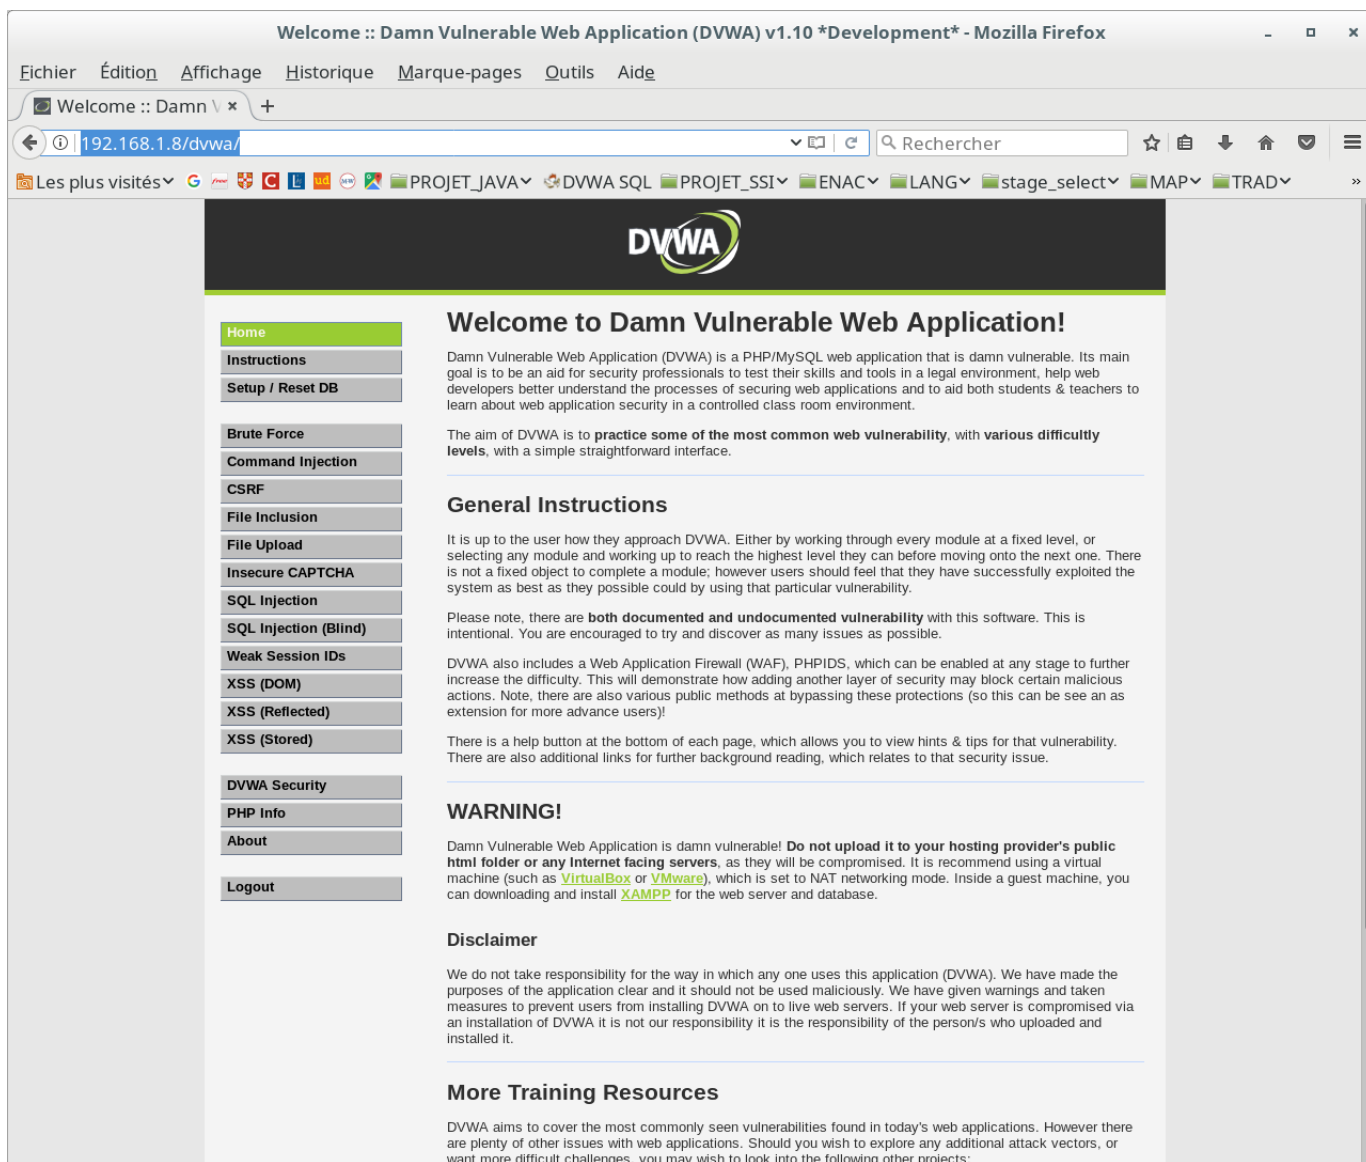 Welcome :: Damn Vulnerable Web Application (DVWA) v1.10 *Development* - Mozilla Firefox
Fichier Édition Affichage Historique Marque-pages Outils Aide
Welcome :: Damn V
192.168.1.8/dvwa/
Rechercher
Les plus visités
PROJET_JAVA
DVWA SQL
PROJET_SSI
ENAC
LANG
stage_select
MAP
TRAD
DVWA
Home
Instructions
Setup / Reset DB
Brute Force
Command Injection
CSRF
File Inclusion
File Upload
Insecure CAPTCHA
SQL Injection
SQL Injection (Blind)
Weak Session IDs
XSS (DOM)
XSS (Reflected)
XSS (Stored)
DVWA Security
PHP Info
About
Logout
Welcome to Damn Vulnerable Web Application!
Damn Vulnerable Web Application (DVWA) is a PHP/MySQL web application that is damn vulnerable. Its main
goal is to be an aid for security professionals to test their skills and tools in a legal environment, help web
developers better understand the processes of securing web applications and to aid both students & teachers to
learn about web application security in a controlled class room environment.
The aim of DVWA is to practice some of the most common web vulnerability, with various difficultly
levels, with a simple straightforward interface.
General Instructions
It is up to the user how they approach DVWA. Either by working through every module at a fixed level, or
selecting any module and working up to reach the highest level they can before moving onto the next one. There
is not a fixed object to complete a module; however users should feel that they have successfully exploited the
system as best as they possible could by using that particular vulnerability.
Please note, there are both documented and undocumented vulnerability with this software. This is
intentional. You are encouraged to try and discover as many issues as possible.
DVWA also includes a Web Application Firewall (WAF), PHPIDS, which can be enabled at any stage to further
increase the difficulty. This will demonstrate how adding another layer of security may block certain malicious
actions. Note, there are also various public methods at bypassing these protections (so this can be see an as
extension for more advance users)!
There is a help button at the bottom of each page, which allows you to view hints & tips for that vulnerability.
There are also additional links for further background reading, which relates to that security issue.
WARNING!
Damn Vulnerable Web Application is damn vulnerable! Do not upload it to your hosting provider's public
html folder or any Internet facing servers, as they will be compromised. It is recommend using a virtual
machine (such as VirtualBox or VMware), which is set to NAT networking mode. Inside a guest machine, you
can downloading and install XAMPP for the web server and database.
Disclaimer
We do not take responsibility for the way in which any one uses this application (DVWA). We have made the
purposes of the application clear and it should not be used maliciously. We have given warnings and taken
measures to prevent users from installing DVWA on to live web servers. If your web server is compromised via
an installation of DVWA it is not our responsibility it is the responsibility of the person/s who uploaded and
installed it.
More Training Resources
DVWA aims to cover the most commonly seen vulnerabilities found in today's web applications. However there
are plenty of other issues with web applications. Should you wish to explore any additional attack vectors, or
want more difficult challenges, you may wish to look into the following other projects: